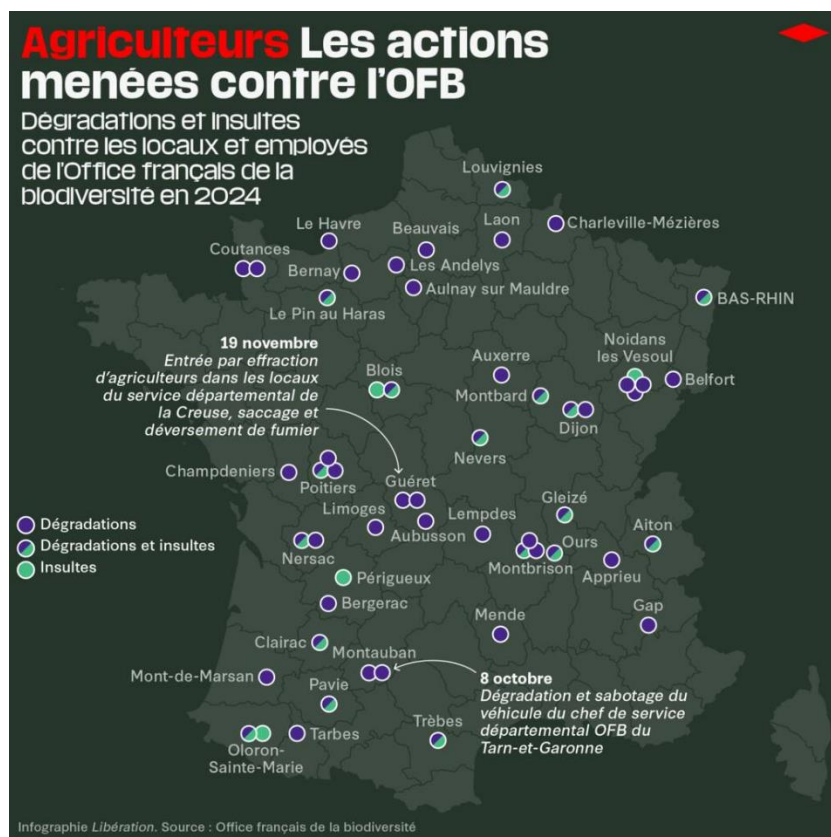 Agriculteurs Les actions
menées contre l'OFB
Dégradations et insultes
contre les locaux et employés
de l'Office français de la
biodiversité en 2024
Louvignies
Le Havre
Beauvais
Laon
Charleville-Mézières
Coutances
Bernay
Les Andelys
Aulnay sur Mauldre
Le Pin au Haras
BAS-RHIN
19 novembre
Entrée par effraction
d'agriculteurs dans les locaux
du service départemental de
la Creuse, saccage et
déversement de fumier
Noidans
les Vesoul
Blois
Auxerre
Belfort
Montbard
Dijon
Nevers
Champdeniers
Poitiers
Guéret
Gleizé
Limoges
Aubusson
Lempdes
Ours
Aiton
Dégradations
Dégradations et insultes
Insultes
Nersac
Montbrison
Apprieu
Périgueux
Bergerac
Mende
Gap
Clairac
Montauban
Mont-de-Marsan
Pavie
8 octobre
Dégradation et sabotage du
véhicule du chef de service
départemental OFB du
Tarn-et-Garonne
Oloron-
Sainte-Marie
Tarbes
Trèbes
Infographie Libération. Source : Office français de la biodiversité